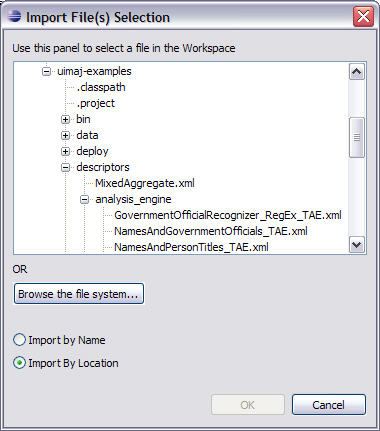 Import File(s) Selection
Use this panel to select a file in the Workspace
uimaj-examples
.classpath
.project
bin
data
deploy
descriptors
MixedAggregate.xml
analysis_engine
GovernmentOfficialRecognizer_RegEx_TAE.xml
NamesAndGovernmentOfficials_TAE.xml
NamesAndPersonTitles_TAE.xml
OR
Browse the file system...
Import by Name
Import By Location
OK
Cancel